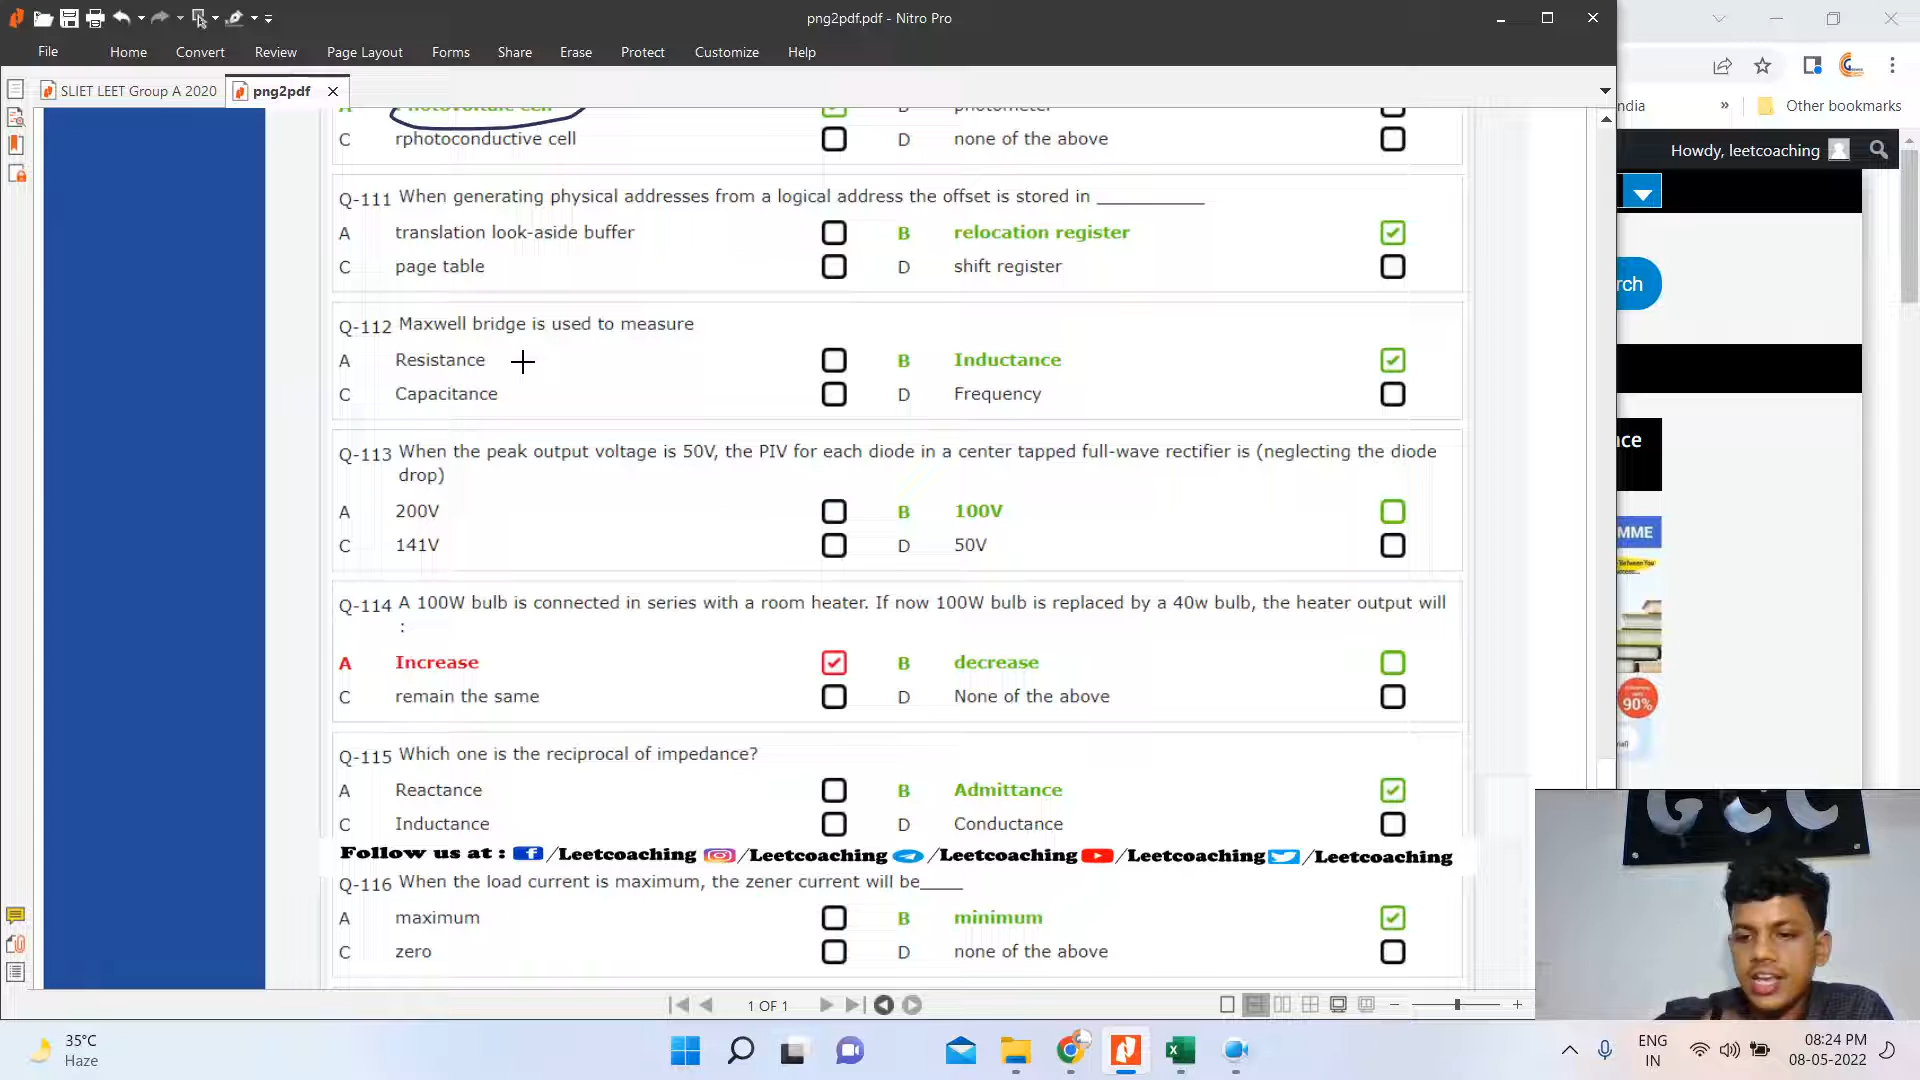 png2pdf.pdf - Nitro Pro
File Home Convert Review Page Layout Forms Share Erase Protect Customize Help
SLIET LEET Group A 2020 png2pdf
ndia » Other bookmarks
Howdy, leetcoaching
A Photovoltaic cell B photometer
C rphotoconductive cell D none of the above
Q-111 When generating physical addresses from a logical address the offset is stored in ____________
A translation look-aside buffer B relocation register
C page table D shift register
rch
Q-112 Maxwell bridge is used to measure
A Resistance B Inductance
C Capacitance D Frequency
nce
Q-113 When the peak output voltage is 50V, the PIV for each diode in a center tapped full-wave rectifier is (neglecting the diode
drop)
A 200V B 100V
C 141V D 50V
MME
Q-114 A 100W bulb is connected in series with a room heater. If now 100W bulb is replaced by a 40w bulb, the heater output will
:
A Increase B decrease
C remain the same D None of the above
90%
Q-115 Which one is the reciprocal of impedance?
A Reactance B Admittance
C Inductance D Conductance
Follow us at : /Leetcoaching /Leetcoaching /Leetcoaching /Leetcoaching /Leetcoaching
GCC
Q-116 When the load current is maximum, the zener current will be_____
A maximum B minimum
C zero D none of the above
1 OF 1
35°C
Haze
ENG
IN
08:24 PM
08-05-2022